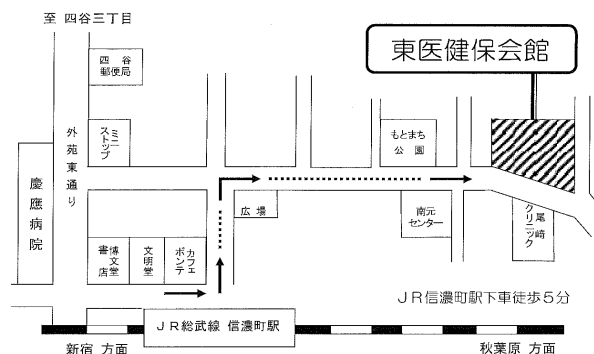 至 四谷三丁目
東医健保会館
四谷
郵便局
外苑東通り
ミニ
ストップ
もとまち
公園
慶應病院
広場
南元
センター
尾﨑
クリニック
博文堂
書店
文明堂
カフェ
ボンテ
JR信濃町駅下車徒歩5分
JR総武線 信濃町駅
新宿 方面
秋葉原 方面